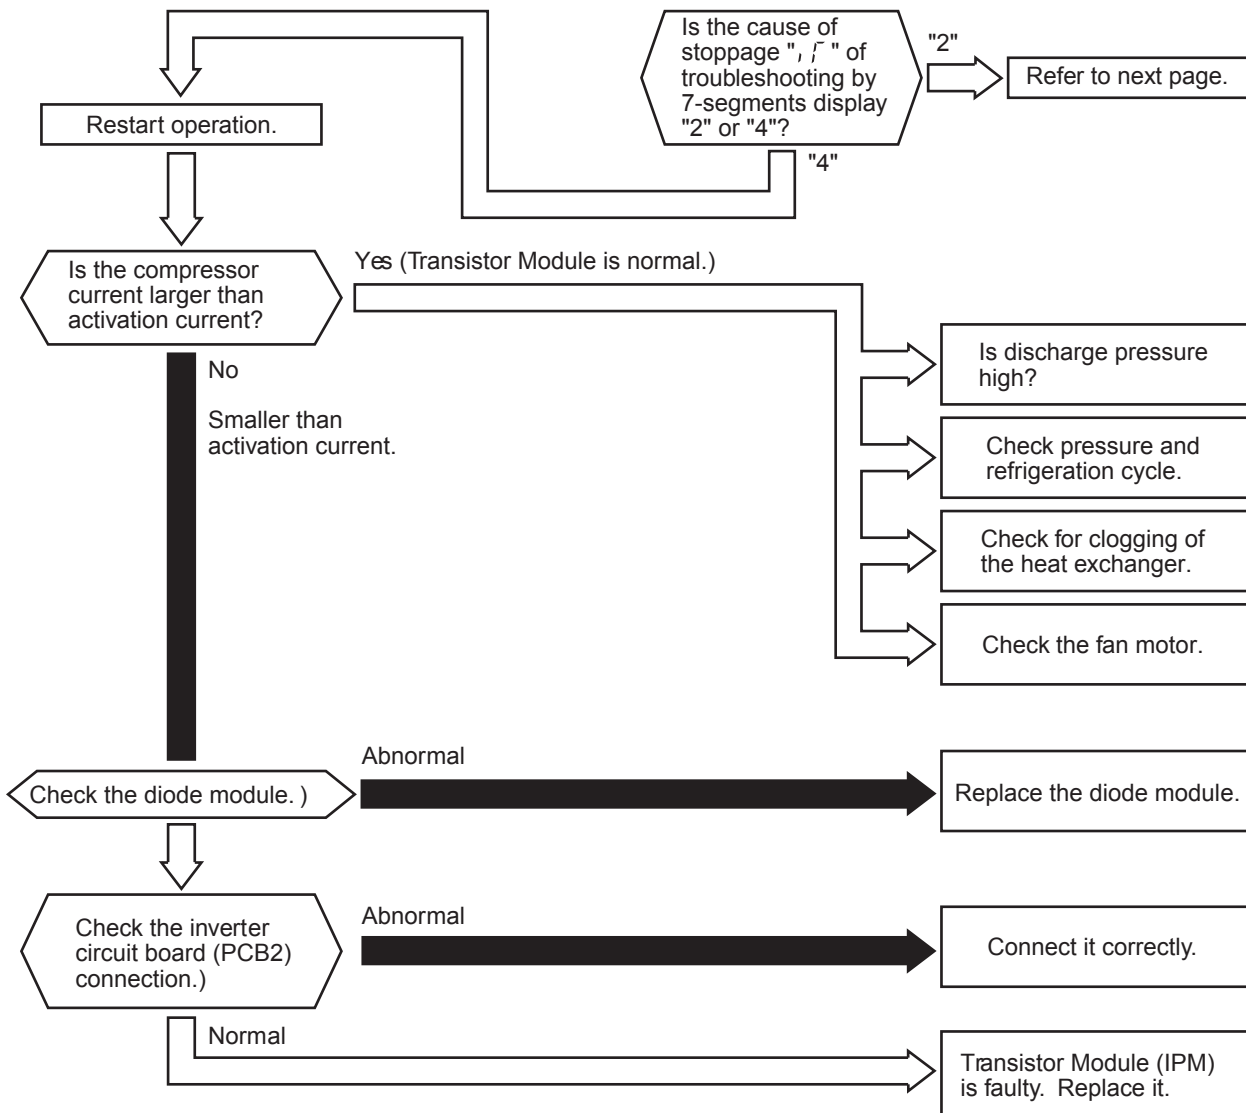 Is the cause of
stoppage " " of
troubleshooting by
7-segments display
"2" or "4"?
"2"
Refer to next page.
"4"
Restart operation.
Is the compressor
current larger than
activation current?
Yes (Transistor Module is normal.)
No
Smaller than
activation current.
Is discharge pressure
high?
Check pressure and
refrigeration cycle.
Check for clogging of
the heat exchanger.
Check the fan motor.
Check the diode module. )
Abnormal
Replace the diode module.
Check the inverter
circuit board (PCB2)
connection.)
Abnormal
Connect it correctly.
Normal
Transistor Module (IPM)
is faulty. Replace it.